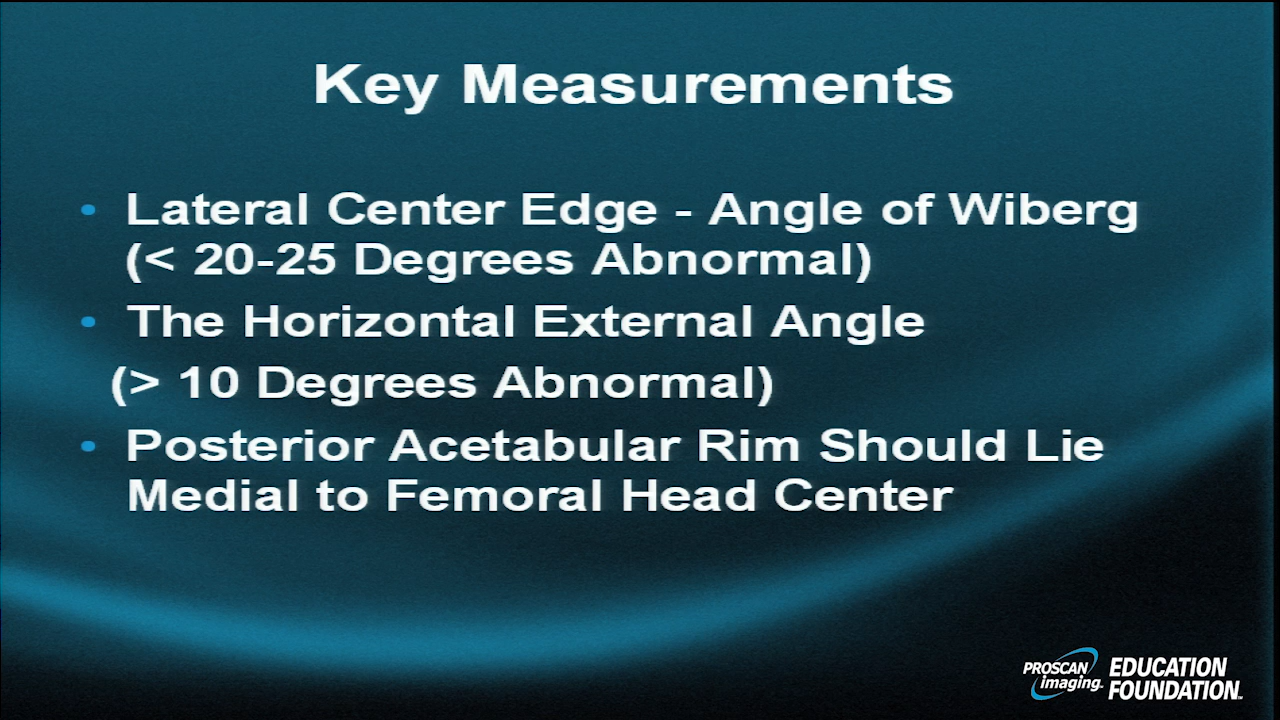 Key Measurements
• Lateral Center Edge - Angle of Wiberg
(< 20-25 Degrees Abnormal)
• The Horizontal External Angle
(> 10 Degrees Abnormal)
• Posterior Acetabular Rim Should Lie
Medial to Femoral Head Center
PROSCAN
imaging
EDUCATION
FOUNDATION